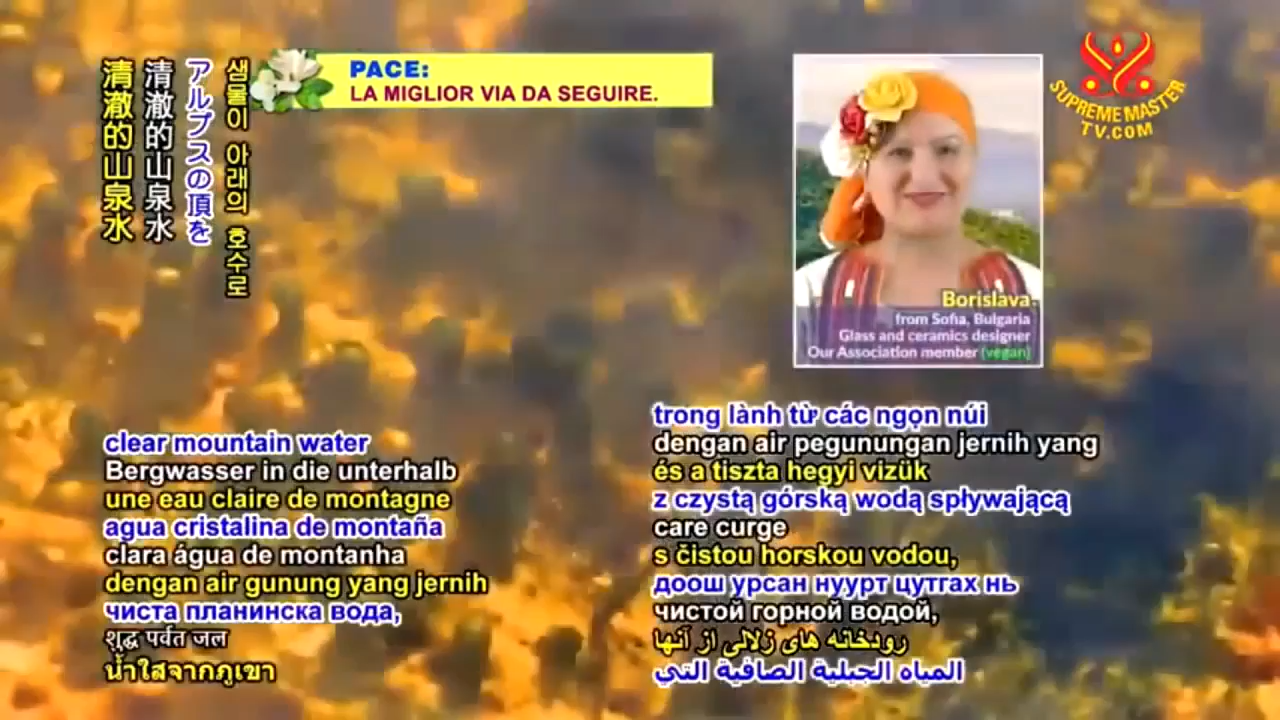 PACE:
LA MIGLIOR VIA DA SEGUIRE.
SUPREME MASTER
TV.COM
샘물이 아래의 호수로
アルプスの頂を
清澈的山泉水
清澈的山泉水
Borislava
from Sofia, Bulgaria
Glass and ceramics designer
Our Association member (vegan)
clear mountain water
Bergwasser in die unterhalb
une eau claire de montagne
agua cristalina de montaña
clara água de montanha
dengan air gunung yang jernih
чиста планинска вода,
शुद्ध पर्वत जल
น้ำใสจากภูเขา
trong lành từ các ngọn núi
dengan air pegunungan jernih yang
és a tiszta hegyi vizük
z czystą górską wodą spływającą
care curge
s čistou horskou vodou,
доош урсан нуурт цутгах нь
чистой горной водой,
رودخانه های زلالی از آنها
المياه الجبلية الصافية التي